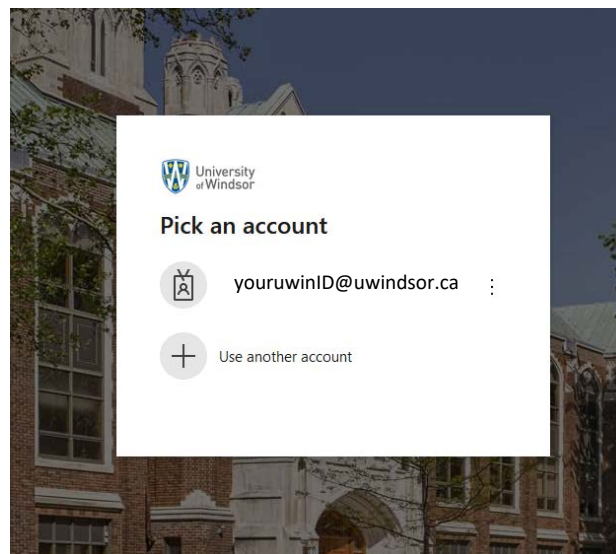 University
of Windsor
Pick an account
youruwinID@uwindsor.ca
Use another account